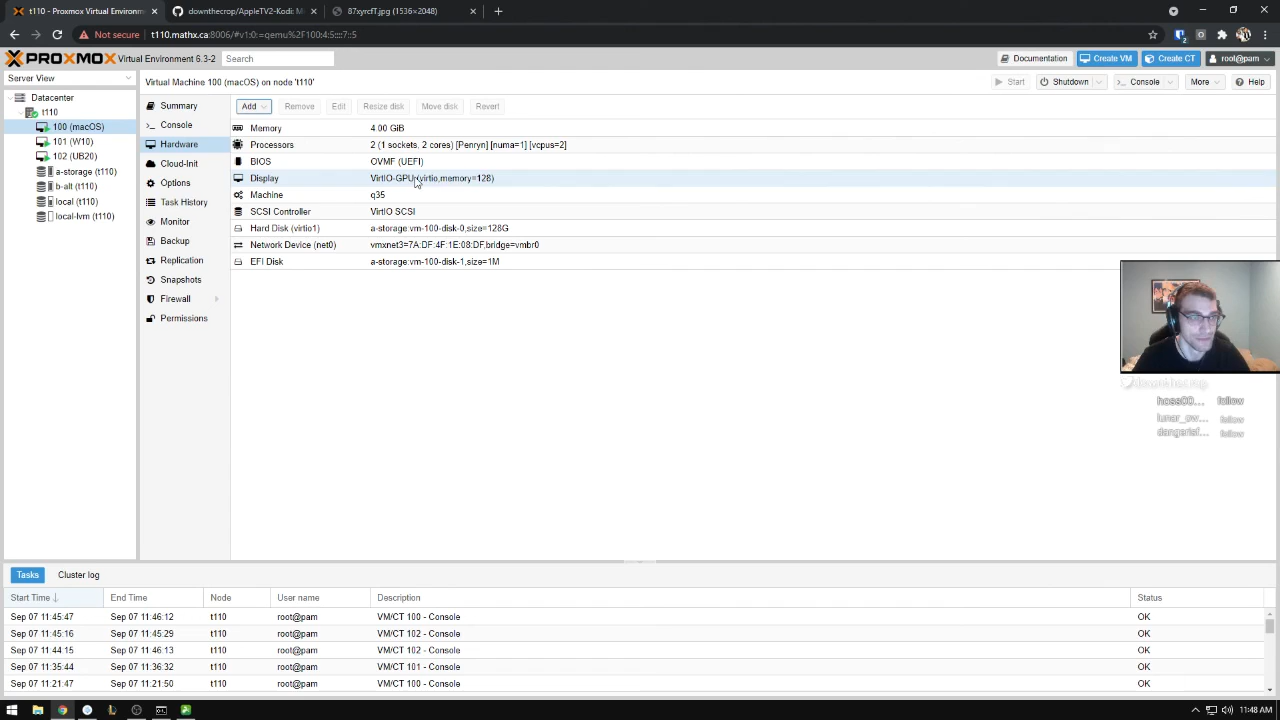 t110 - Proxmox Virtual Environm
downthecrop/AppleTV2-Kodi: M
87xyrcfT.jpg (1536×2048)
Not secure
t110.mathx.ca:8006/#v1:0:=qemu%2F100:4:5::::7::5
PROXMOX Virtual Environment 6.3-2
Search
Documentation
Create VM
Create CT
root@pam
Server View
Virtual Machine 100 (macOS) on node 't110'
Start
Shutdown
Console
More
Help
Datacenter
t110
100 (macOS)
101 (W10)
102 (UB20)
a-storage (t110)
b-alt (t110)
local (t110)
local-lvm (t110)
Summary
Console
Hardware
Cloud-Init
Options
Task History
Monitor
Backup
Replication
Snapshots
Firewall
Permissions
Add
Remove
Edit
Resize disk
Move disk
Revert
Memory 4.00 GiB
Processors 2 (1 sockets, 2 cores) [Penryn] [numa=1] [vcpus=2]
BIOS OVMF (UEFI)
Display VirtIO-GPU (virtio,memory=128)
Machine q35
SCSI Controller VirtIO SCSI
Hard Disk (virtio1) a-storage:vm-100-disk-0,size=128G
Network Device (net0) vmxnet3=7A:DF:4F:1E:08:DF,bridge=vmbr0
EFI Disk a-storage:vm-100-disk-1,size=1M
hoss00... follow
lunar_ow... follow
dangarief... follow
Tasks
Cluster log
Start Time End Time Node User name Description Status
Sep 07 11:45:47 Sep 07 11:46:12 t110 root@pam VM/CT 100 - Console OK
Sep 07 11:45:16 Sep 07 11:45:29 t110 root@pam VM/CT 102 - Console OK
Sep 07 11:44:15 Sep 07 11:46:13 t110 root@pam VM/CT 102 - Console OK
Sep 07 11:35:44 Sep 07 11:36:32 t110 root@pam VM/CT 101 - Console OK
Sep 07 11:21:47 Sep 07 11:21:50 t110 root@pam VM/CT 100 - Console OK
11:48 AM